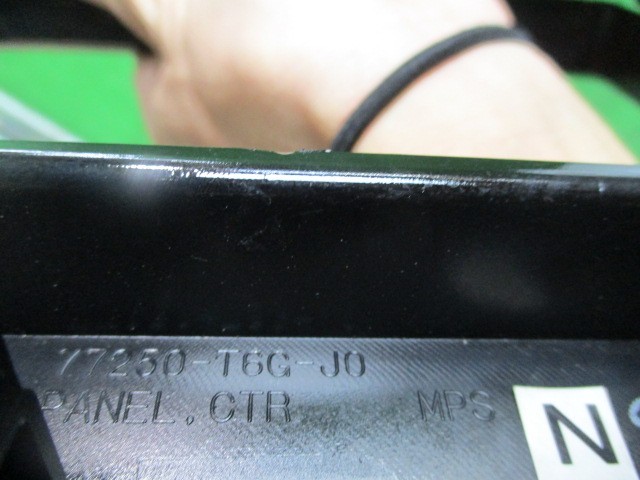 77250-T6G-J0
PANEL, CTR MPS
N